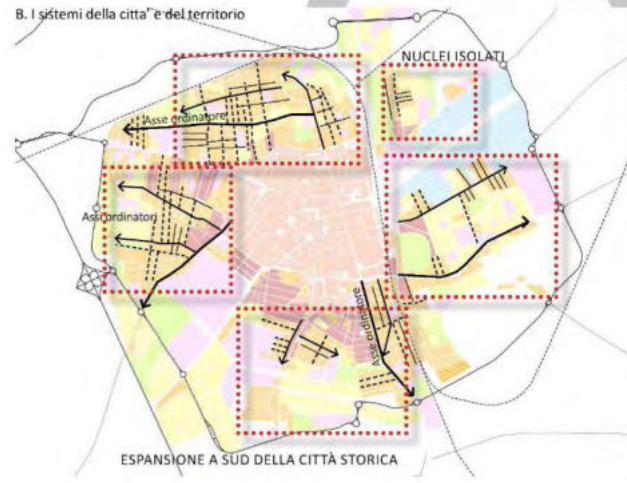 B. I sistemi della citta' e del territorio
NUCLEI ISOLATI
Asse ordinatore
Assi ordinatori
Asse ordinatore
ESPANSIONE A SUD DELLA CITTÀ STORICA